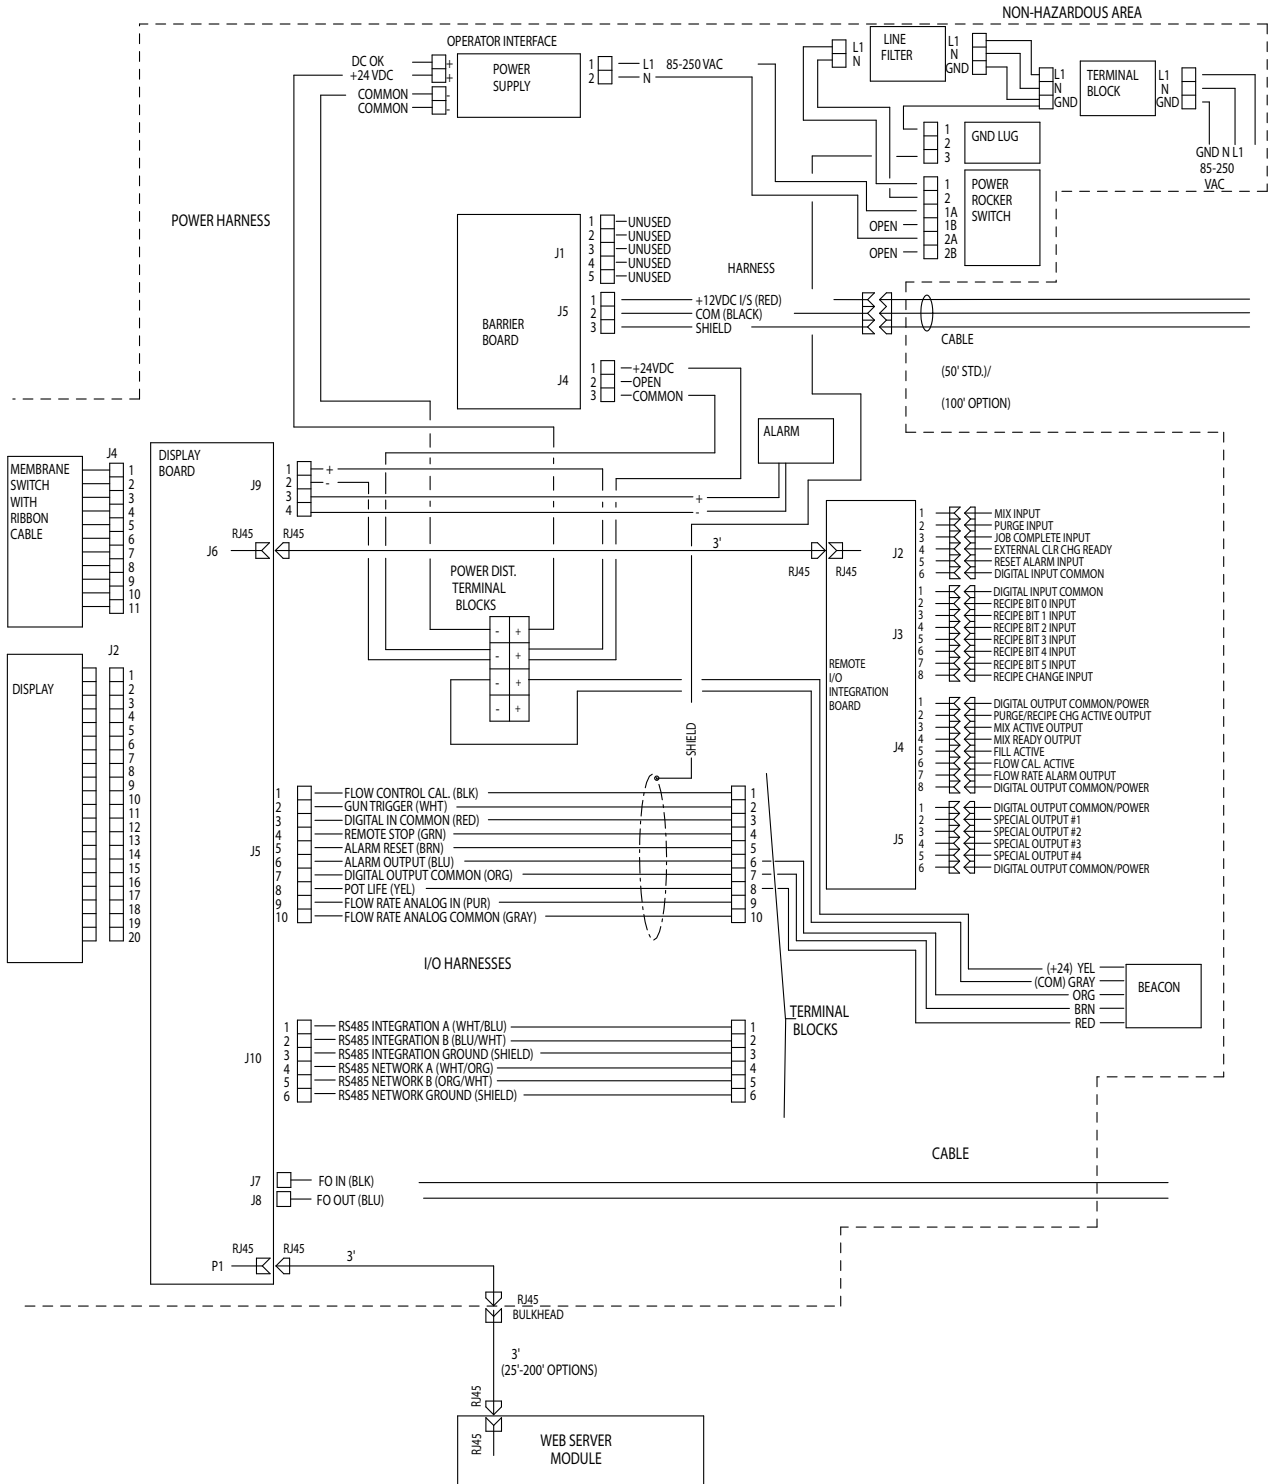 NON-HAZARDOUS AREA
OPERATOR INTERFACE
DC OK
+24 VDC
COMMON
COMMON
+
+
-
-
POWER
SUPPLY
1
2
L1 85-250 VAC
N
L1
N
LINE
FILTER
L1
N
GND
L1
N
GND
TERMINAL
BLOCK
L1
N
GND
GND N L1
85-250
VAC
1
2
3
GND LUG
1
2
1A
1B
2A
2B
OPEN
OPEN
POWER
ROCKER
SWITCH
POWER HARNESS
BARRIER
BOARD
J1
1 UNUSED
2 UNUSED
3 UNUSED
4 UNUSED
5 UNUSED
HARNESS
J5
1 +12VDC I/S (RED)
2 COM (BLACK)
3 SHIELD
J4
1 +24VDC
2 OPEN
3 COMMON
CABLE
(50' STD.)/
(100' OPTION)
ALARM
+
-
MEMBRANE
SWITCH
WITH
RIBBON
CABLE
J4
1
2
3
4
5
6
7
8
9
10
11
DISPLAY
BOARD
J9
1 +
2 -
3
4
J6
RJ45
RJ45
3'
RJ45
RJ45
POWER DIST.
TERMINAL
BLOCKS
- +
- +
- +
- +
SHIELD
DISPLAY
J2
1
2
3
4
5
6
7
8
9
10
11
12
13
14
15
16
17
18
19
20
REMOTE
I/O
INTEGRATION
BOARD
J2
1 MIX INPUT
2 PURGE INPUT
3 JOB COMPLETE INPUT
4 EXTERNAL CLR CHG READY
5 RESET ALARM INPUT
6 DIGITAL INPUT COMMON
J3
1 DIGITAL INPUT COMMON
2 RECIPE BIT 0 INPUT
3 RECIPE BIT 1 INPUT
4 RECIPE BIT 2 INPUT
5 RECIPE BIT 3 INPUT
6 RECIPE BIT 4 INPUT
7 RECIPE BIT 5 INPUT
8 RECIPE CHANGE INPUT
J4
1 DIGITAL OUTPUT COMMON/POWER
2 PURGE/RECIPE CHG ACTIVE OUTPUT
3 MIX ACTIVE OUTPUT
4 MIX READY OUTPUT
5 FILL ACTIVE
6 FLOW CAL. ACTIVE
7 FLOW RATE ALARM OUTPUT
8 DIGITAL OUTPUT COMMON/POWER
J5
1 DIGITAL OUTPUT COMMON/POWER
2 SPECIAL OUTPUT #1
3 SPECIAL OUTPUT #2
4 SPECIAL OUTPUT #3
5 SPECIAL OUTPUT #4
6 DIGITAL OUTPUT COMMON/POWER
J5
1 FLOW CONTROL CAL. (BLK) 1
2 GUN TRIGGER (WHT) 2
3 DIGITAL IN COMMON (RED) 3
4 REMOTE STOP (GRN) 4
5 ALARM RESET (BRN) 5
6 ALARM OUTPUT (BLU) 6
7 DIGITAL OUTPUT COMMON (ORG) 7
8 POT LIFE (YEL) 8
9 FLOW RATE ANALOG IN (PUR) 9
10 FLOW RATE ANALOG COMMON (GRAY) 10
I/O HARNESSES
TERMINAL
BLOCKS
(+24) YEL
(COM) GRAY
ORG
BRN
RED
BEACON
J10
1 RS485 INTEGRATION A (WHT/BLU) 1
2 RS485 INTEGRATION B (BLU/WHT) 2
3 RS485 INTEGRATION GROUND (SHIELD) 3
4 RS485 NETWORK A (WHT/ORG) 4
5 RS485 NETWORK B (ORG/WHT) 5
6 RS485 NETWORK GROUND (SHIELD) 6
CABLE
J7 FO IN (BLK)
J8 FO OUT (BLU)
P1
RJ45
RJ45
3'
RJ45
BULKHEAD
3'
(25'-200' OPTIONS)
RJ45
RJ45
WEB SERVER
MODULE